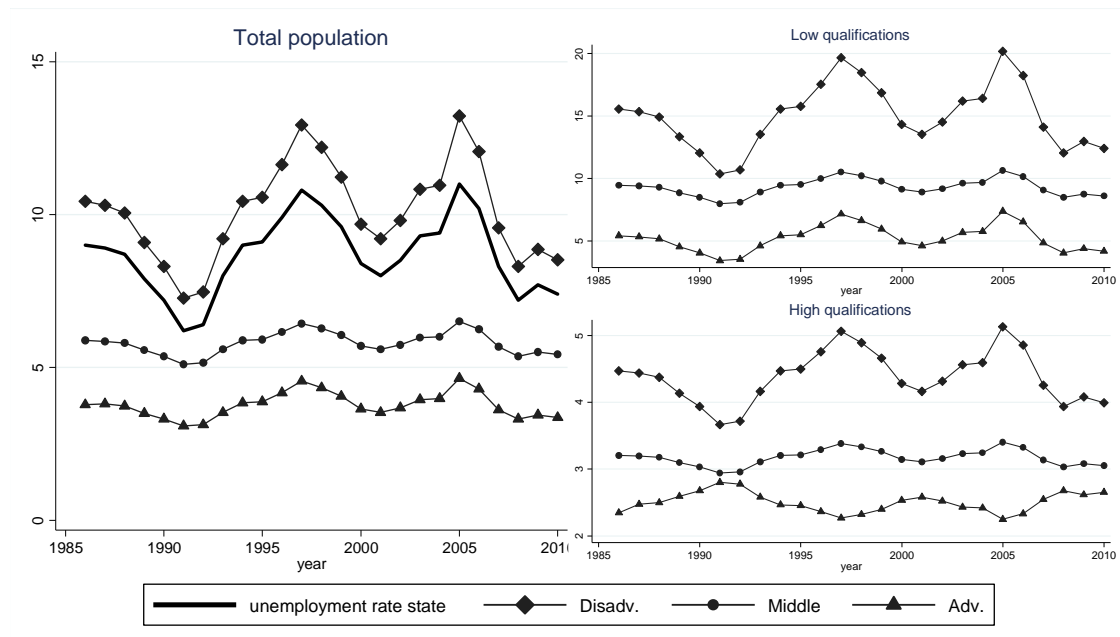 Total population
15
10
5
0
1985 1990 1995 2000 2005 201
year
Low qualifications
20
15
10
5
1985 1990 1995 2000 2005 2010
year
High qualifications
5
4
3
2
1985 1990 1995 2000 2005 2010
year
unemployment rate state Disadv. Middle Adv.